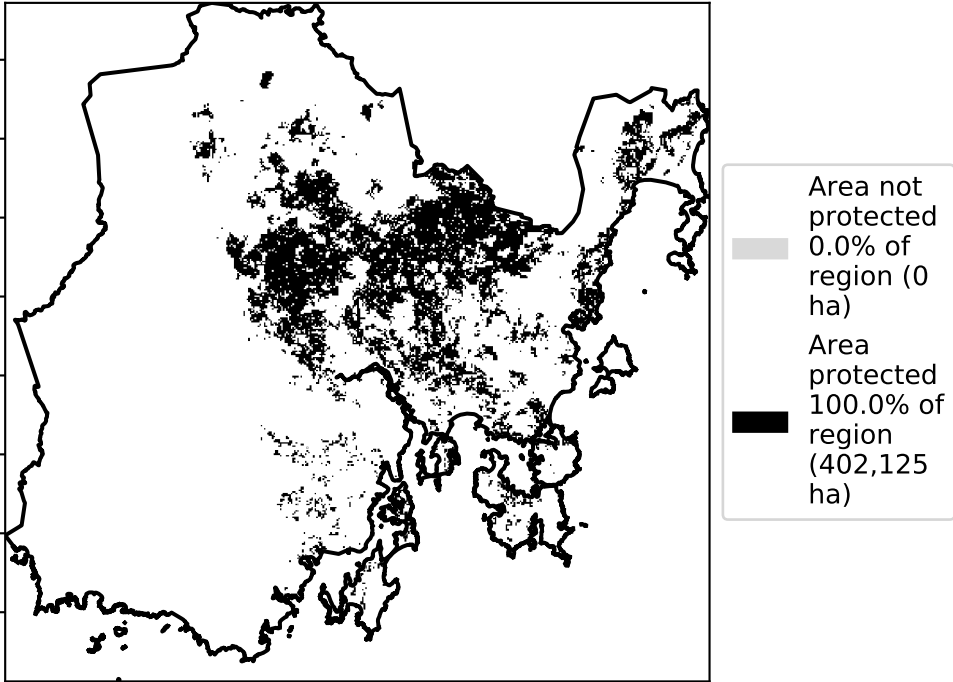 Area not
protected
0.0% of
region (0
ha)
Area
protected
100.0% of
region
(402,125
ha)